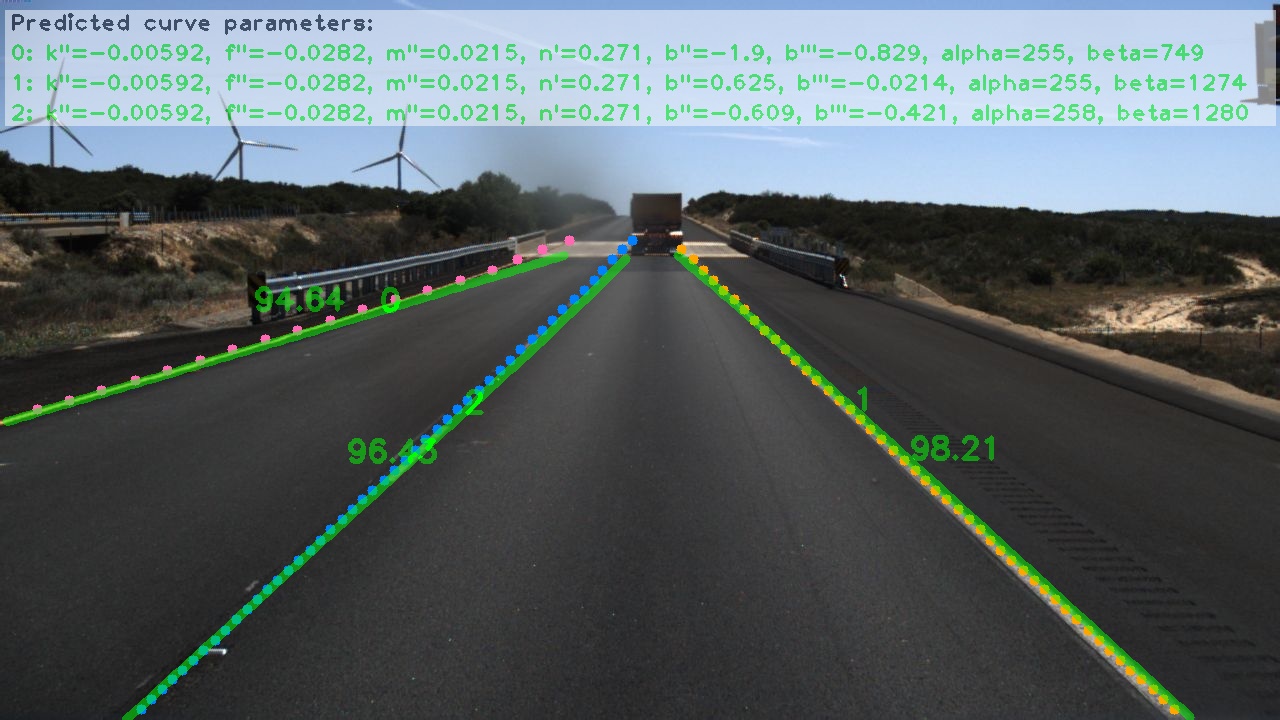 Predicted curve parameters:
0: k''=-0.00592, f''=-0.0282, m''=0.0215, n'=0.271, b''=-1.9, b'''=-0.829, alpha=255, beta=749
1: k''=-0.00592, f''=-0.0282, m''=0.0215, n'=0.271, b''=0.625, b'''=-0.0214, alpha=255, beta=1274
2: k''=-0.00592, f''=-0.0282, m''=0.0215, n'=0.271, b''=-0.609, b'''=-0.421, alpha=258, beta=1280
94.64 0
2 1
96.43 98.21